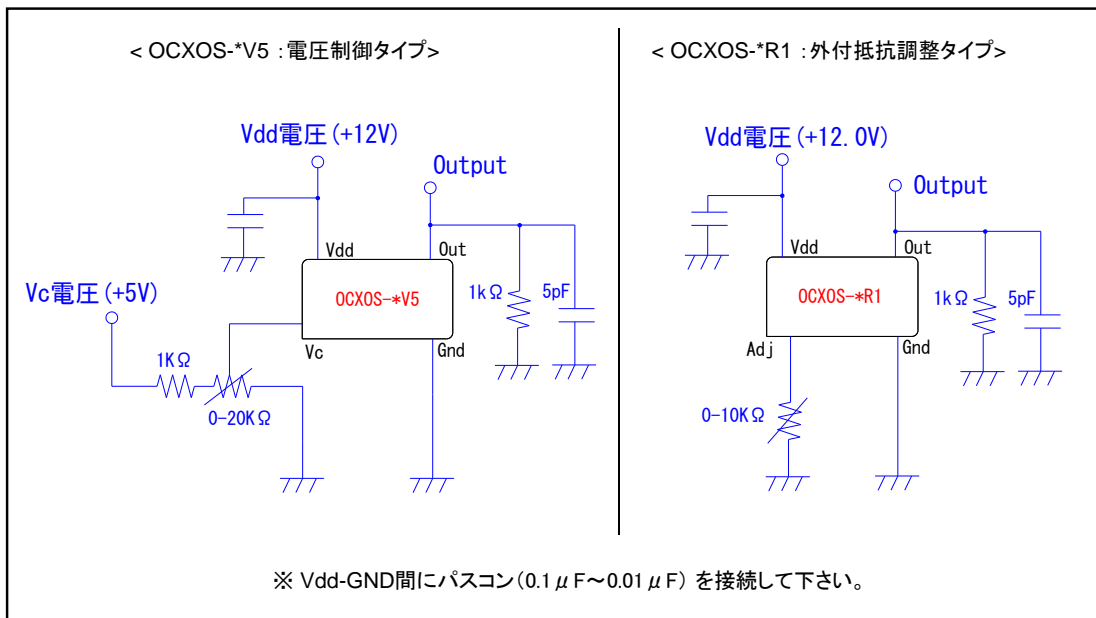 < OCXOS-*V5 : 電圧制御タイプ>
Vdd電圧(+12V)
Output
Vdd
Out
OCXOS-*V5
Vc電圧(+5V)
Vc
Gnd
1kΩ
5pF
1KΩ
0-20KΩ
< OCXOS-*R1 : 外付抵抗調整タイプ>
Vdd電圧(+12.0V)
Output
Vdd
Out
OCXOS-*R1
Adj
Gnd
1kΩ
5pF
0-10KΩ
※ Vdd-GND間にパスコン(0.1μF～0.01μF) を接続して下さい。